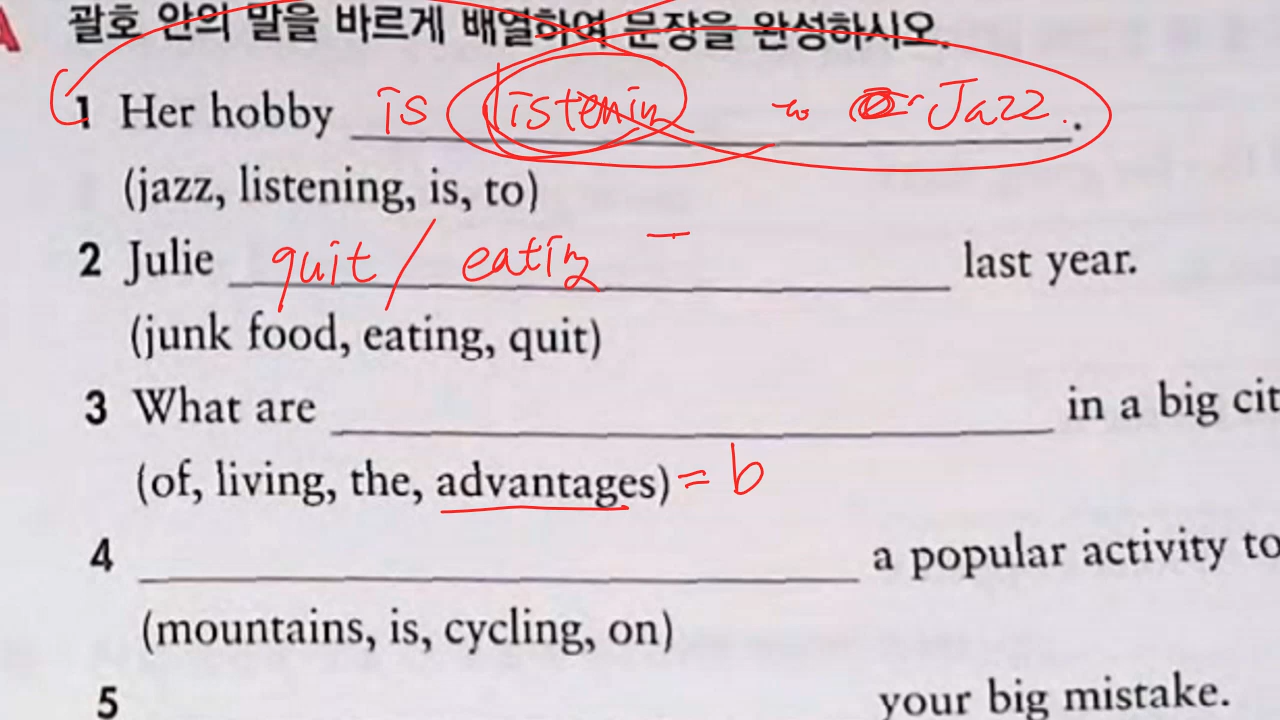 A 괄호 안의 말을 바르게 배열하여 문장을 완성하시오.
1 Her hobby is listenin to Jazz.
(jazz, listening, is, to)
2 Julie quit / eating last year.
(junk food, eating, quit)
3 What are in a big cit
(of, living, the, advantages) = b
4 a popular activity to
(mountains, is, cycling, on)
5 your big mistake.